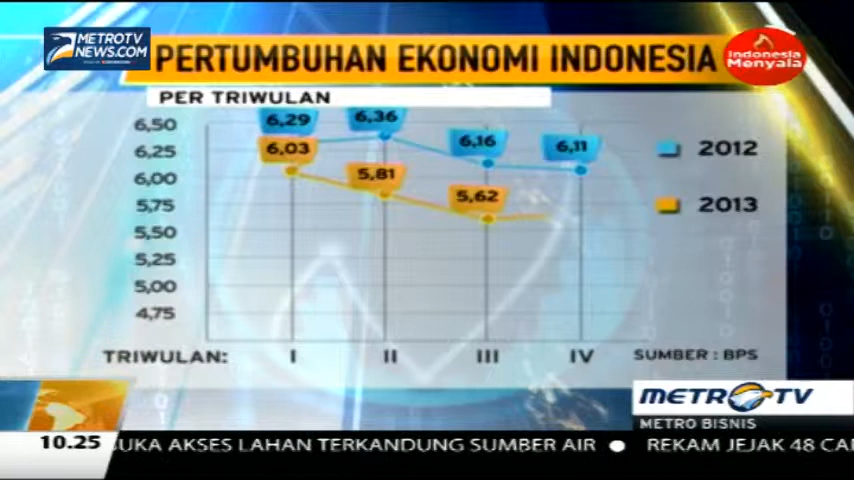 METROTV
NEWS.COM
PERTUMBUHAN EKONOMI INDONESIA
Indonesia
Menyala
PER TRIWULAN
6,50
6,25
6,00
5,75
5,50
5,25
5,00
4,75
6,29
6,36
6,16
6,11
6,03
5,81
5,62
2012
2013
TRIWULAN: I II III IV
SUMBER : BPS
METRO TV
METRO BISNIS
10.25
BUKA AKSES LAHAN TERKANDUNG SUMBER AIR ● REKAM JEJAK 48